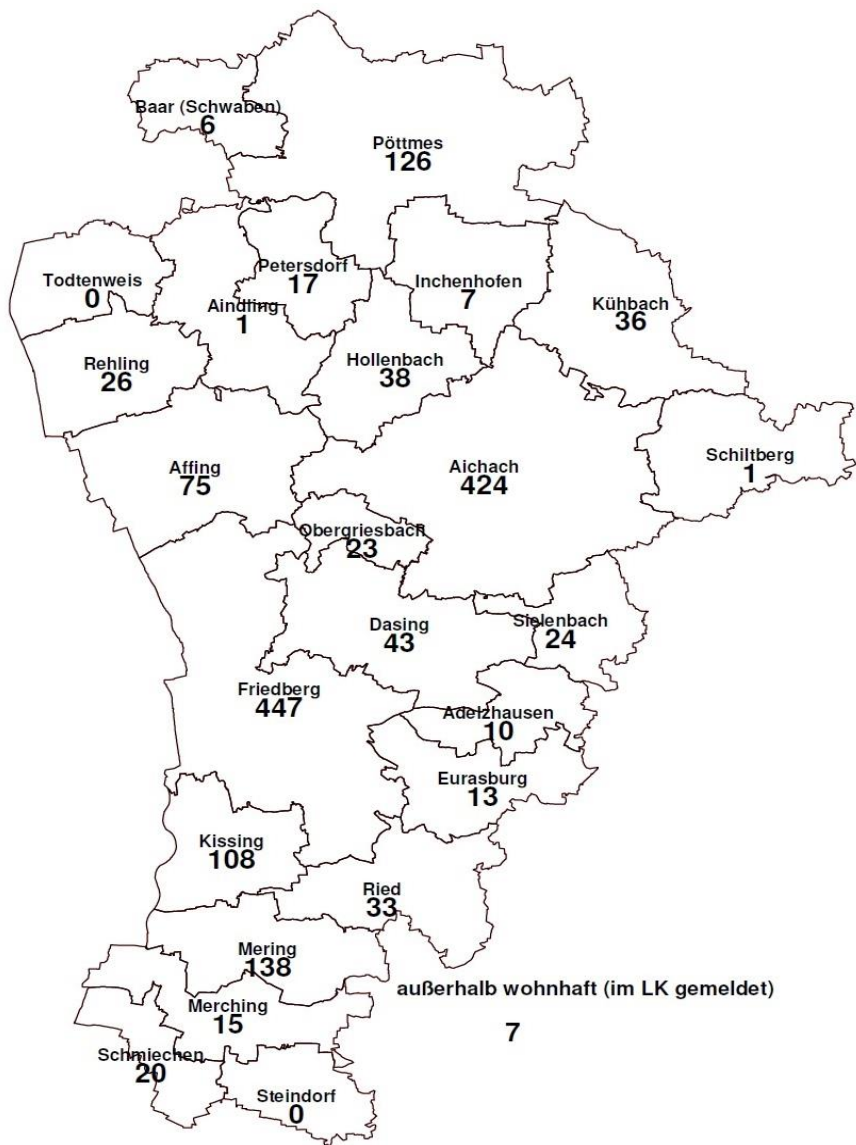 Baar (Schwaben)
6
Pöttmes
126
Todtenweis
0
Aindling
1
Petersdorf
17
Inchenhofen
7
Kühbach
36
Rehling
26
Hollenbach
38
Affing
75
Aichach
424
Schiltberg
1
Obergriesbach
23
Dasing
43
Sielenbach
24
Friedberg
447
Adelzhausen
10
Eurasburg
13
Kissing
108
Ried
33
Mering
138
außerhalb wohnhaft (im LK gemeldet)
7
Merching
15
Schmiechen
20
Steindorf
0